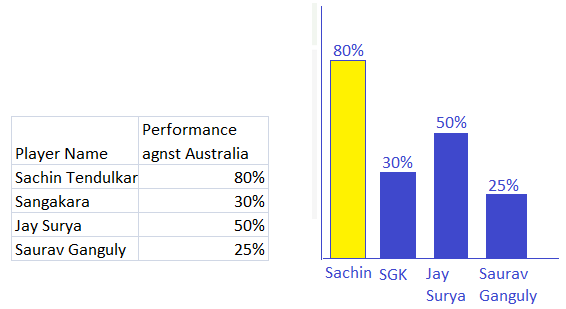 Performance
Player Name agnst Australia
Sachin Tendulkar 80%
Sangakara 30%
Jay Surya 50%
Saurav Ganguly 25%
80%
30%
50%
25%
Sachin SGK Jay Saurav
Surya Ganguly